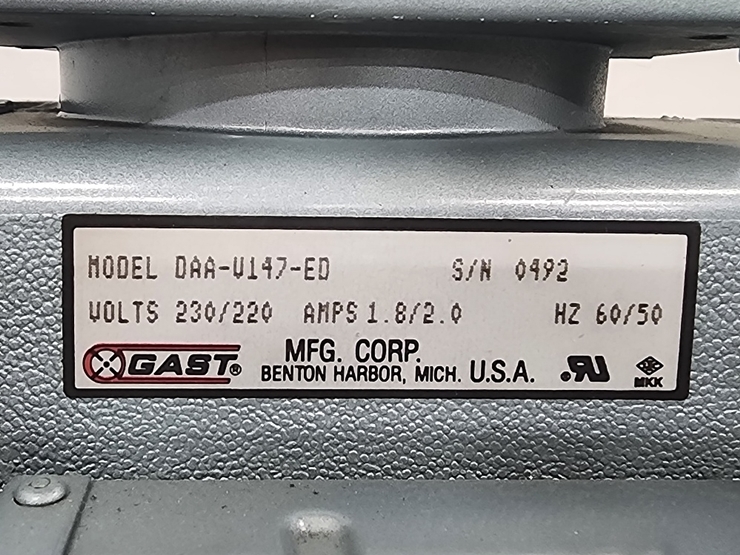 MODEL DAA-V147-ED S/N 0492
VOLTS 230/220 AMPS 1.8/2.0 HZ 60/50
GAST® MFG. CORP.
BENTON HARBOR, MICH. U.S.A.
RU
MKK